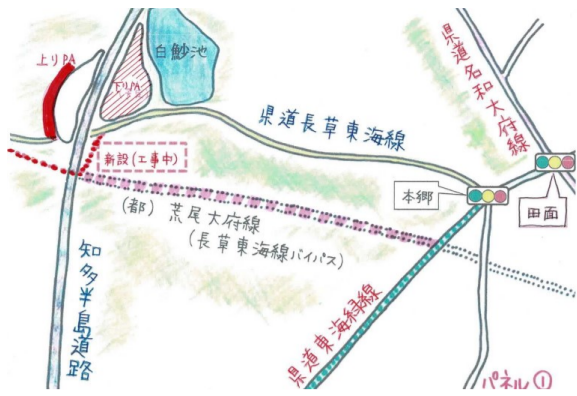 上りPA
下りPA
白鯋池
県道長草東海線
県道名和大府線
新設(工事中)
本郷
田面
(都) 荒尾大府線
(長草東海線バイパス)
知多半島道路
県道東海緑線
パネル①